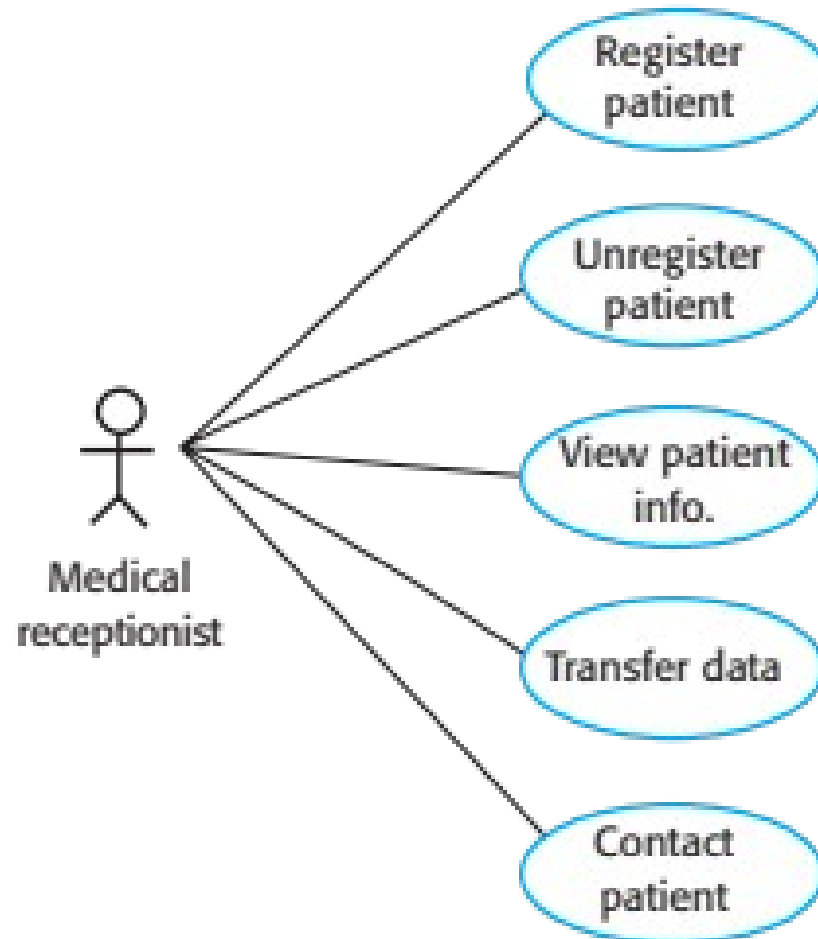 Register
patient
Unregister
patient
View patient
info.
Medical
receptionist
Transfer data
Contact
patient